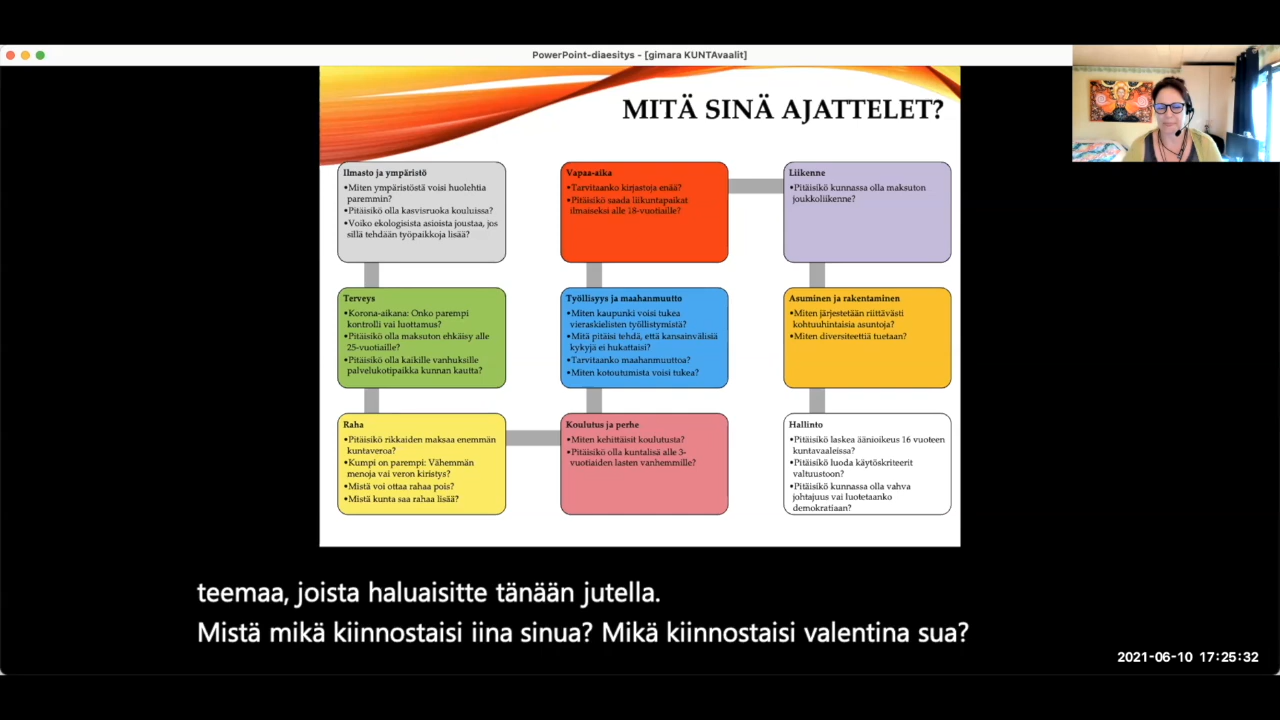 PowerPoint-diaesitys - [gimara KUNTAvaalit]
MITÄ SINÄ AJATTELET?
Ilmasto ja ympäristö
•Miten ympäristöstä voisi huolehtia
paremmin?
•Pitäisikö olla kasvisruoka kouluissa?
•Voiko ekologisista asioista joustaa, jos
sillä tehdään työpaikkoja lisää?
Vapaa-aika
•Tarvitaanko kirjastoja enää?
•Pitäisikö saada liikuntapaikat
ilmaiseksi alle 18-vuotiaille?
Liikenne
•Pitäisikö kunnassa olla maksuton
joukkoliikenne?
Terveys
•Korona-aikana: Onko parempi
kontrolli vai luottamus?
•Pitäisikö olla maksuton ehkäisy alle
25-vuotiaille?
•Pitäisikö olla kaikille vanhuksille
palvelukotipaikka kunnan kautta?
Työllisyys ja maahanmuutto
•Miten kaupunki voisi tukea
vieraskielisten työllistymistä?
•Mitä pitäisi tehdä, että kansainvälisiä
kykyjä ei hukattaisi?
•Tarvitaanko maahanmuuttoa?
•Miten kotoutumista voisi tukea?
Asuminen ja rakentaminen
•Miten järjestetään riittävästi
kohtuuhintaisia asuntoja?
•Miten diversiteettiä tuetaan?
Raha
•Pitäisikö rikkaiden maksaa enemmän
kuntaveroa?
•Kumpi on parempi: Vähemmän
menoja vai veron kiristys?
•Mistä voi ottaa rahaa pois?
•Mistä kunta saa rahaa lisää?
Koulutus ja perhe
•Miten kehittäisit koulutusta?
•Pitäisikö olla kuntalisä alle 3-
vuotiaiden lasten vanhemmille?
Hallinto
•Pitäisikö laskea äänioikeus 16 vuoteen
kuntavaaleissa?
•Pitäisikö luoda käytöskriteerit
valtuustoon?
•Pitäisikö kunnassa olla vahva
johtajuus vai luotetaanko
demokratiaan?
teemaa, joista haluaisitte tänään jutella.
Mistä mikä kiinnostaisi iina sinua? Mikä kiinnostaisi valentina sua?
2021-06-10 17:25:32